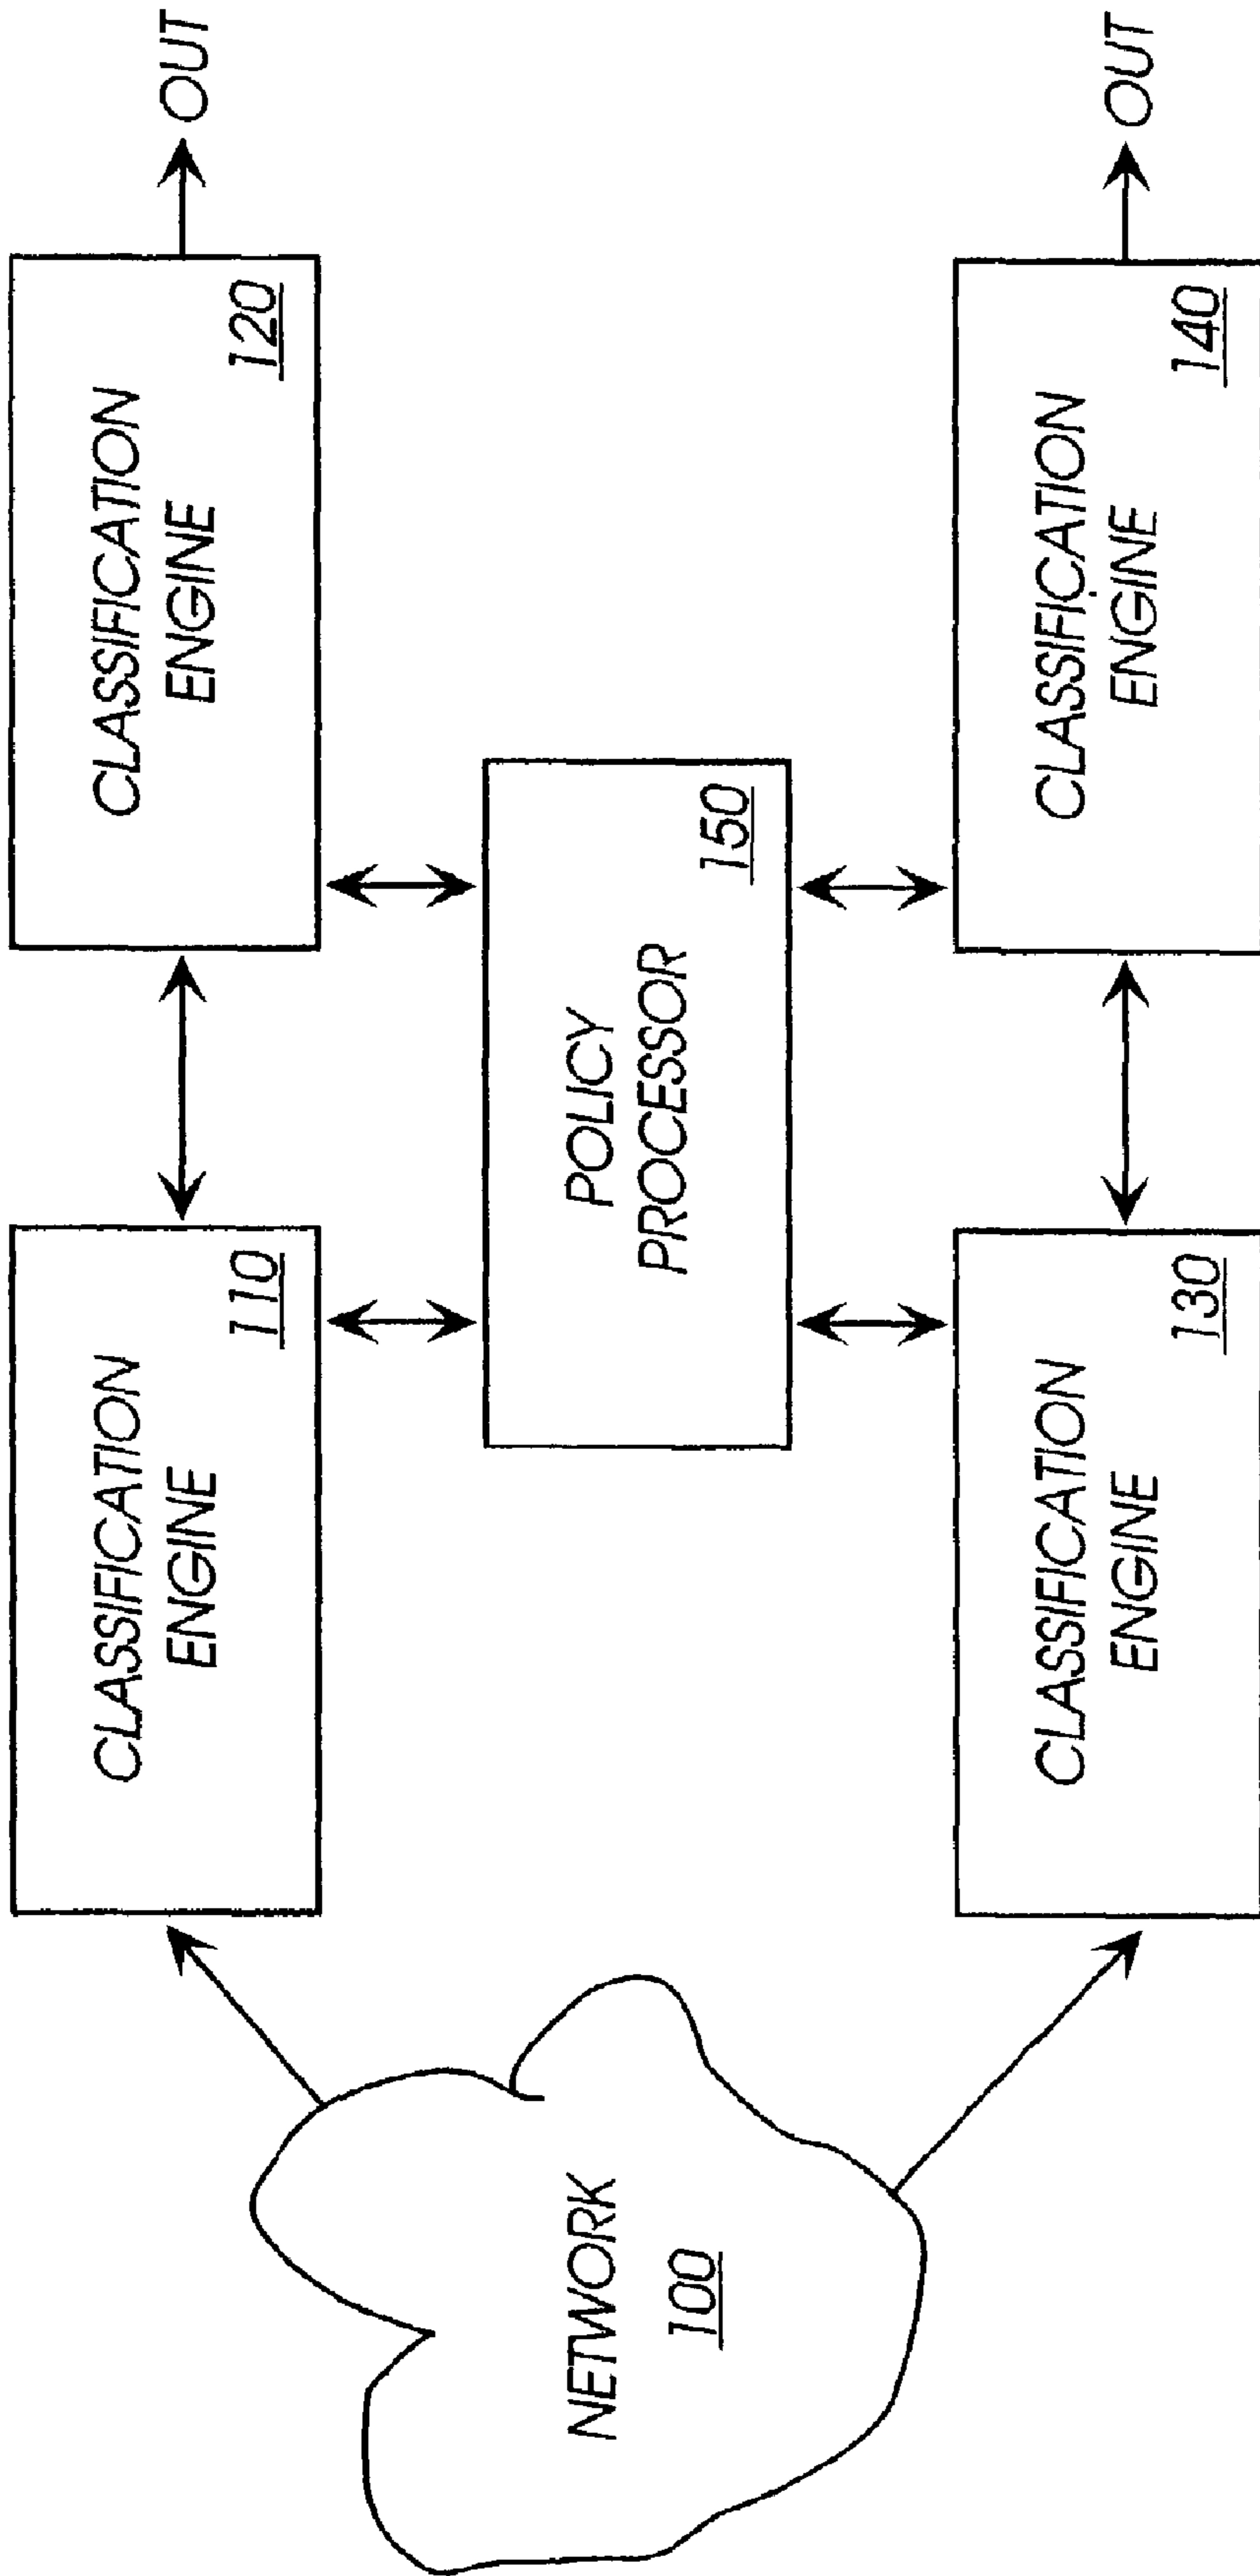 CLASSIFICATION
ENGINE
110
CLASSIFICATION
ENGINE
120
OUT
NETWORK
100
POLICY
PROCESSOR
150
CLASSIFICATION
ENGINE
130
CLASSIFICATION
ENGINE
140
OUT